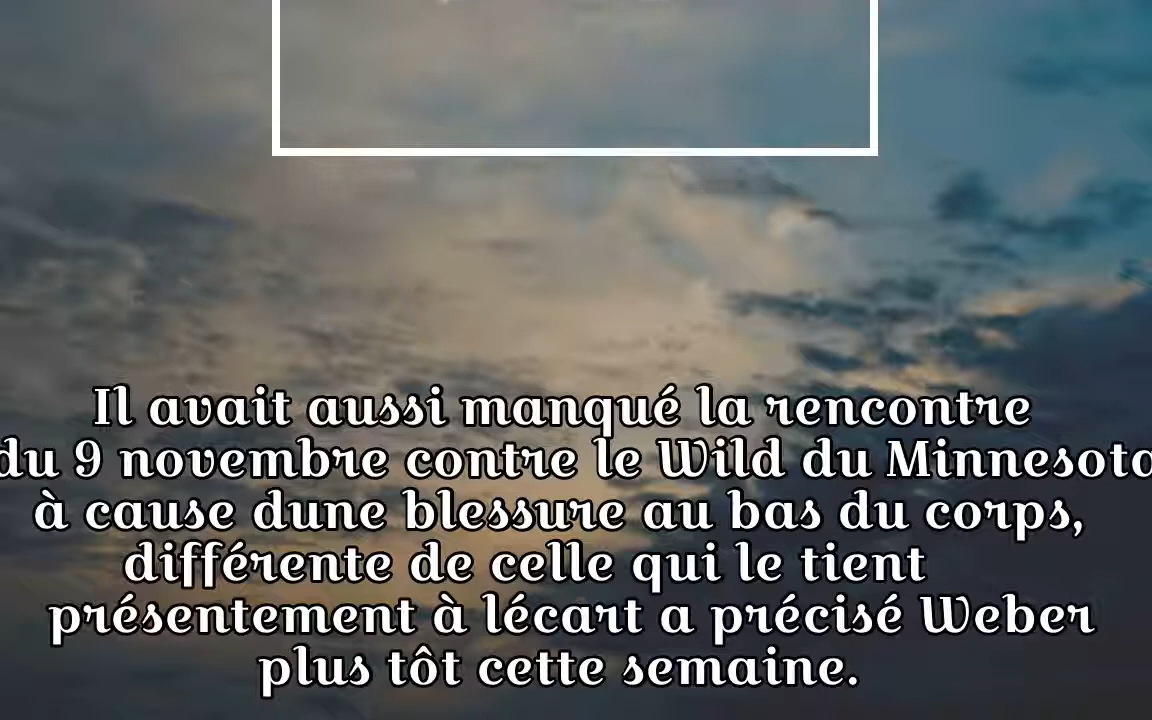 Il avait aussi manqué la rencontre
du 9 novembre contre le Wild du Minnesota
à cause dune blessure au bas du corps,
différente de celle qui le tient
présentement à lécart a précisé Weber
plus tôt cette semaine.